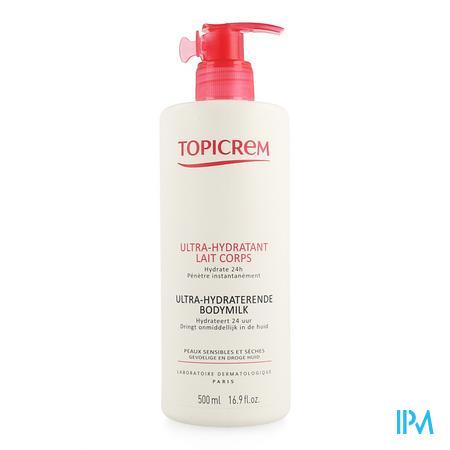 TOPICREM
ULTRA-HYDRATANT
LAIT CORPS
Hydrate 24h
Pénètre instantanément
ULTRA-HYDRATERENDE
BODYMILK
Hydrateert 24 uur
Dringt onmiddellijk in de huid
PEAUX SENSIBLES ET SÈCHES
GEVOELIGE EN DROGE HUID
LABORATOIRE DERMATOLOGIQUE
PARIS
500 ml 16.9 fl.oz.
IPM